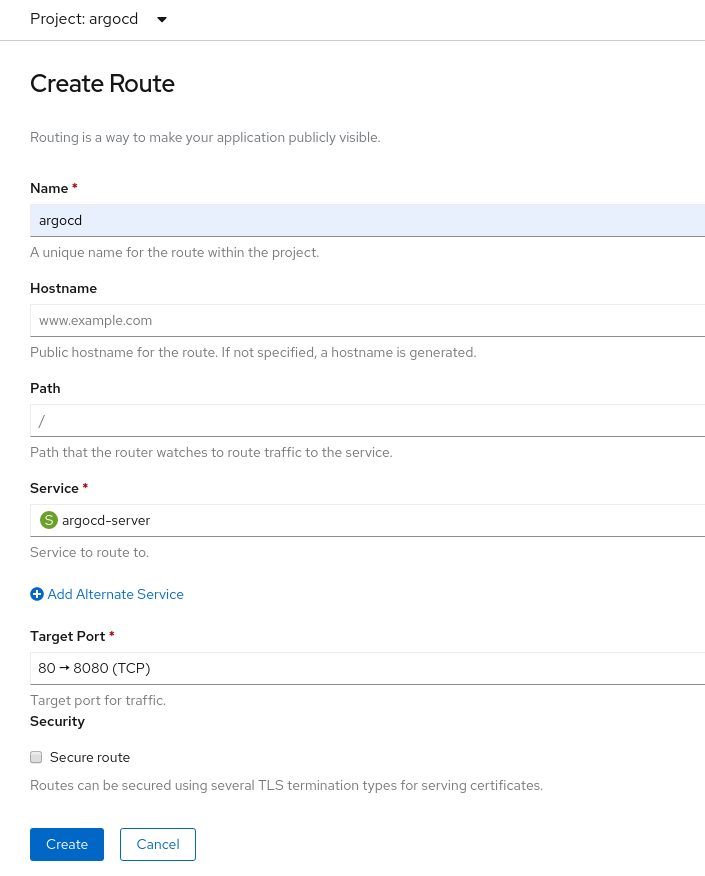 Project: argocd
Create Route
Routing is a way to make your application publicly visible.
Name *
argocd
A unique name for the route within the project.
Hostname
www.example.com
Public hostname for the route. If not specified, a hostname is generated.
Path
/
Path that the router watches to route traffic to the service.
Service *
S argocd-server
Service to route to.
Add Alternate Service
Target Port *
80 → 8080 (TCP)
Target port for traffic.
Security
Secure route
Routes can be secured using several TLS termination types for serving certificates.
Create Cancel